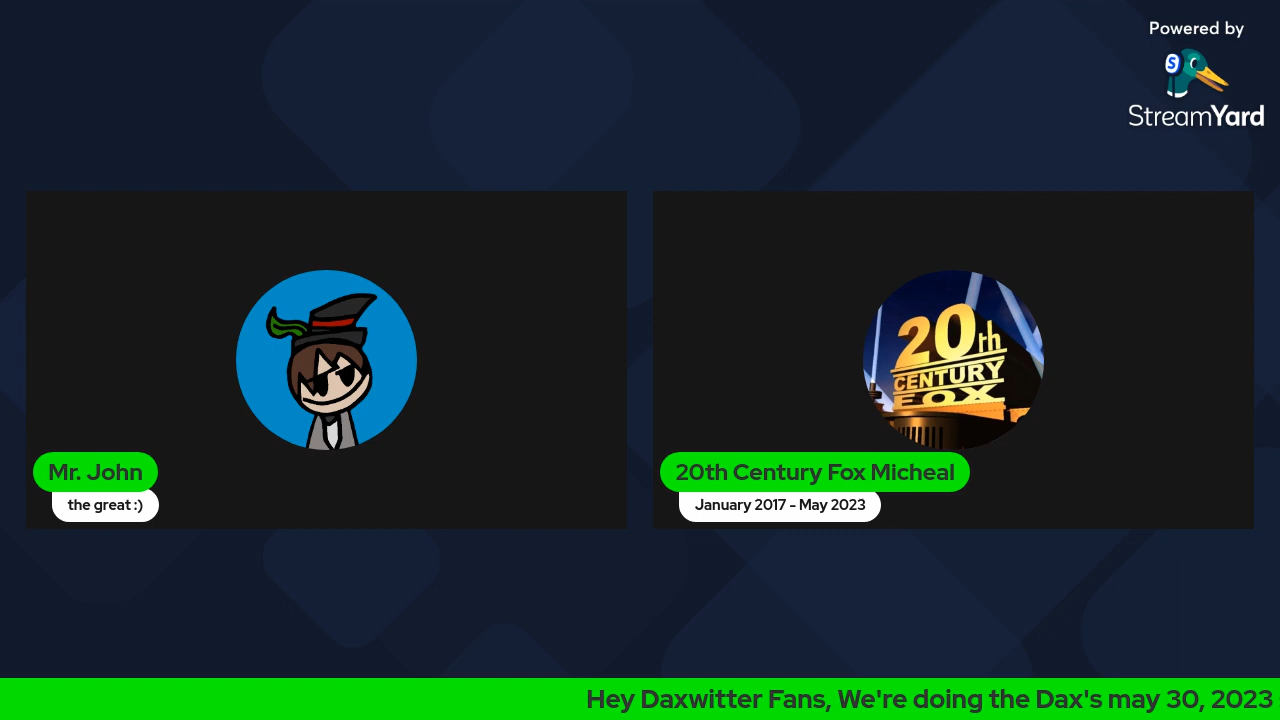 Powered by
S
StreamYard
20th
CENTURY
FOX
Mr. John
the great :)
20th Century Fox Micheal
January 2017 - May 2023
Hey Daxwitter Fans, We're doing the Dax's may 30, 2023